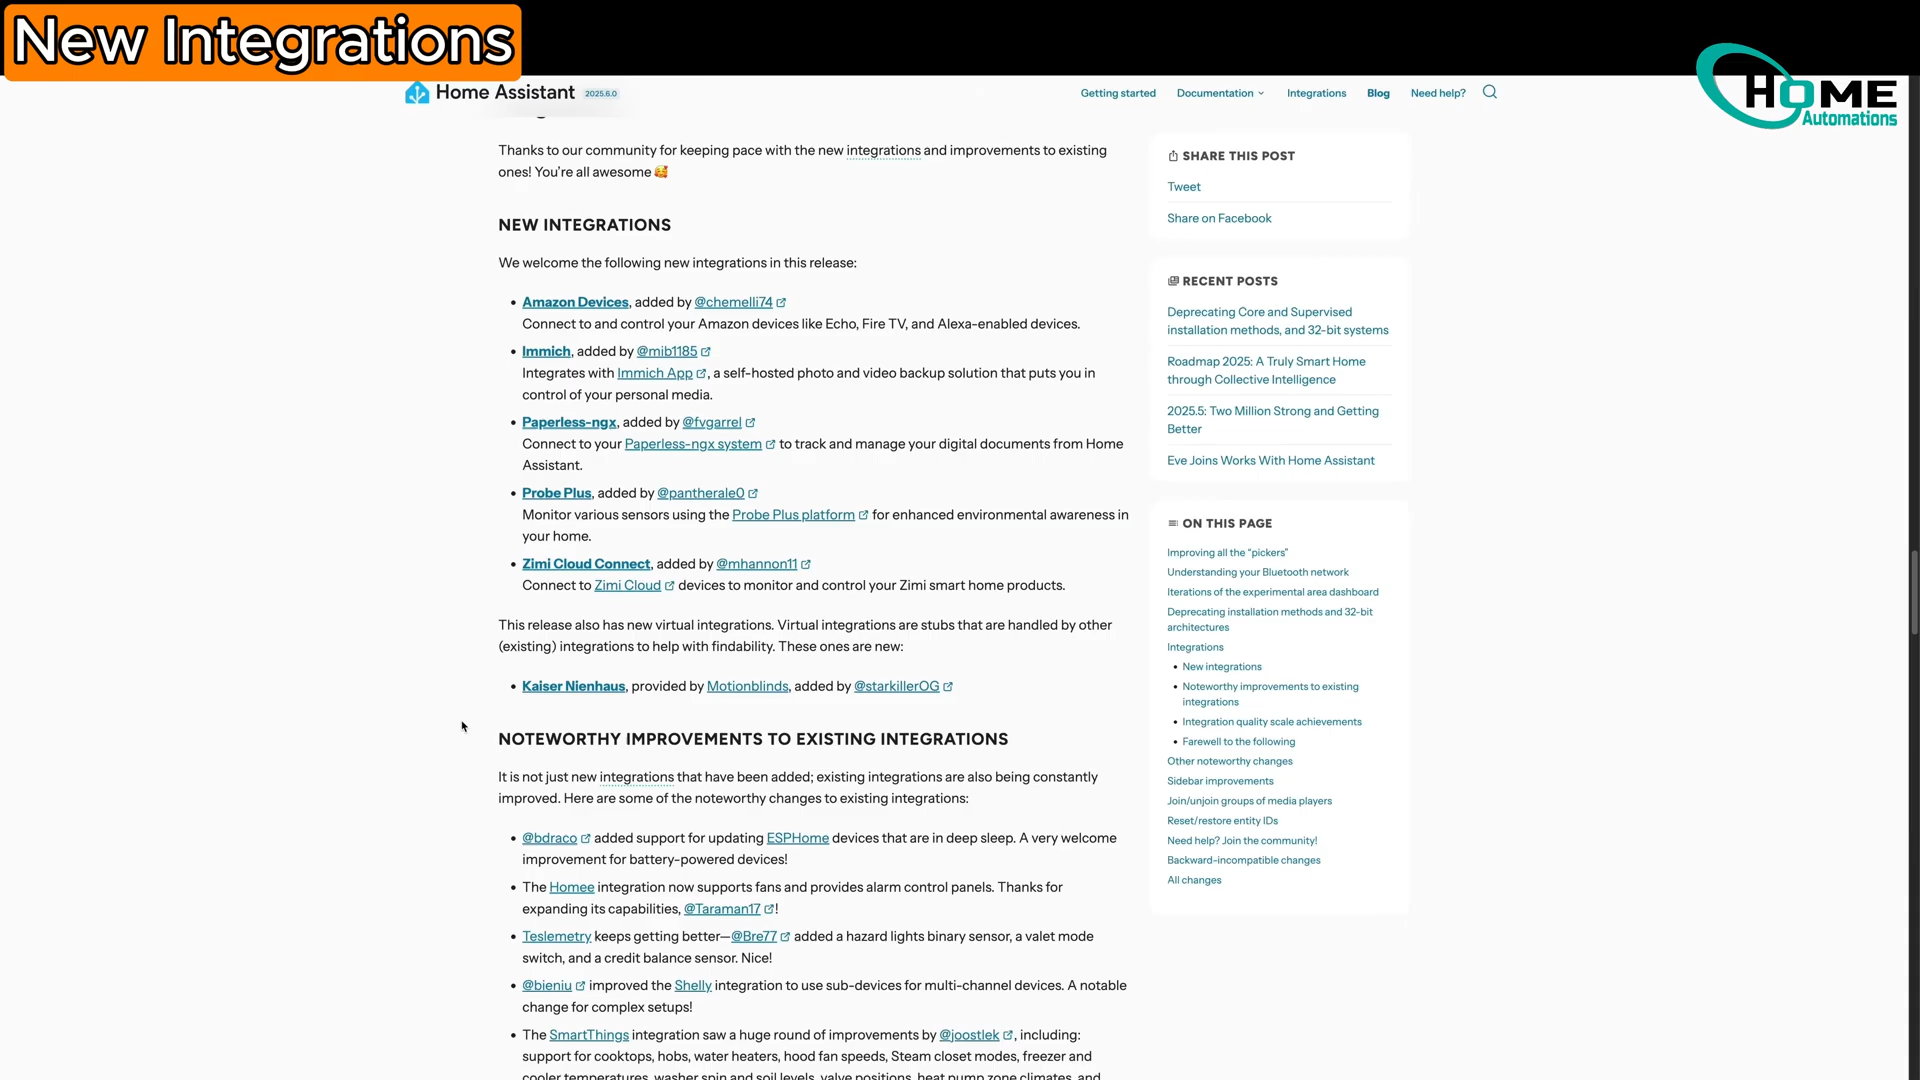 New Integrations
HOME
Automations
Home Assistant 2025.6.0
Getting started Documentation Integrations Blog Need help?
Thanks to our community for keeping pace with the new integrations and improvements to existing
ones! You're all awesome 🥰
NEW INTEGRATIONS
We welcome the following new integrations in this release:
• Amazon Devices, added by @chemelli74
Connect to and control your Amazon devices like Echo, Fire TV, and Alexa-enabled devices.
• Immich, added by @mib1185
Integrates with Immich App, a self-hosted photo and video backup solution that puts you in
control of your personal media.
• Paperless-ngx, added by @fvgarrel
Connect to your Paperless-ngx system to track and manage your digital documents from Home
Assistant.
• Probe Plus, added by @pantherale0
Monitor various sensors using the Probe Plus platform for enhanced environmental awareness in
your home.
• Zimi Cloud Connect, added by @mhannon11
Connect to Zimi Cloud devices to monitor and control your Zimi smart home products.
This release also has new virtual integrations. Virtual integrations are stubs that are handled by other
(existing) integrations to help with findability. These ones are new:
• Kaiser Nienhaus, provided by Motionblinds, added by @starkillerOG
NOTEWORTHY IMPROVEMENTS TO EXISTING INTEGRATIONS
It is not just new integrations that have been added; existing integrations are also being constantly
improved. Here are some of the noteworthy changes to existing integrations:
• @bdraco added support for updating ESPHome devices that are in deep sleep. A very welcome
improvement for battery-powered devices!
• The Homee integration now supports fans and provides alarm control panels. Thanks for
expanding its capabilities, @Taraman17!
• Teslemetry keeps getting better—@Bre77 added a hazard lights binary sensor, a valet mode
switch, and a credit balance sensor. Nice!
• @bieniu improved the Shelly integration to use sub-devices for multi-channel devices. A notable
change for complex setups!
• The SmartThings integration saw a huge round of improvements by @joostlek, including:
support for cooktops, hobs, water heaters, hood fan speeds, Steam closet modes, freezer and
cooler temperatures, washer spin and soil levels, valve positions, heat pump zone climates, and
SHARE THIS POST
Tweet
Share on Facebook
RECENT POSTS
Deprecating Core and Supervised
installation methods, and 32-bit systems
Roadmap 2025: A Truly Smart Home
through Collective Intelligence
2025.5: Two Million Strong and Getting
Better
Eve Joins Works With Home Assistant
ON THIS PAGE
Improving all the “pickers”
Understanding your Bluetooth network
Iterations of the experimental area dashboard
Deprecating installation methods and 32-bit
architectures
Integrations
• New integrations
• Noteworthy improvements to existing
integrations
• Integration quality scale achievements
• Farewell to the following
Other noteworthy changes
Sidebar improvements
Join/unjoin groups of media players
Reset/restore entity IDs
Need help? Join the community!
Backward-incompatible changes
All changes